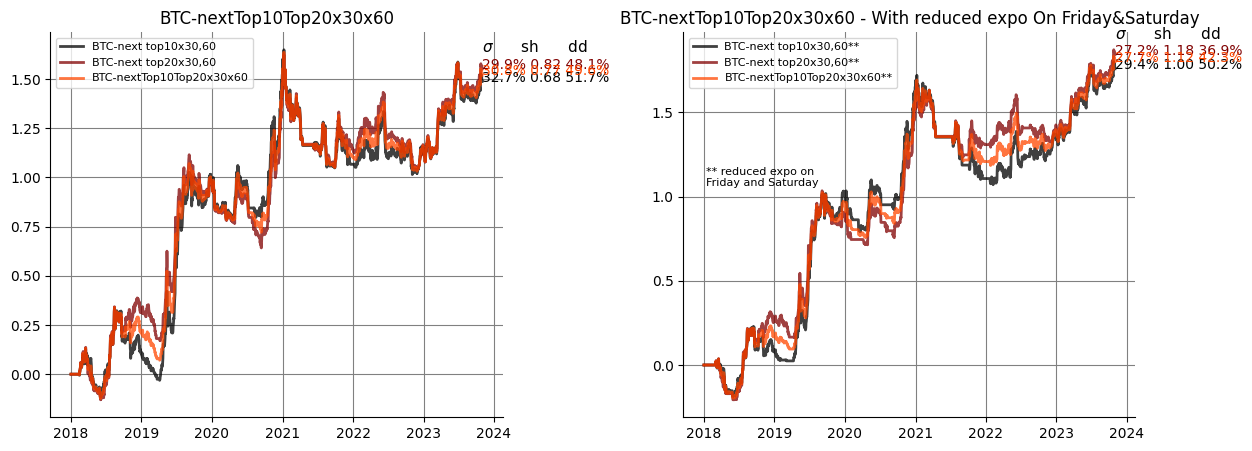 BTC-nextTop10Top20x30x60
BTC-next top10x30,60
BTC-next top20x30,60
BTC-nextTop10Top20x30x60
σ sh dd
29.9% 0.82 48.1%
32.7% 0.68 51.7%
1.50
1.25
1.00
0.75
0.50
0.25
0.00
2018 2019 2020 2021 2022 2023 2024
BTC-nextTop10Top20x30x60 - With reduced expo On Friday&Saturday
BTC-next top10x30,60**
BTC-next top20x30,60**
BTC-nextTop10Top20x30x60**
σ sh dd
27.2% 1.18 36.9%
29.4% 1.00 50.2%
** reduced expo on
Friday and Saturday
1.5
1.0
0.5
0.0
2018 2019 2020 2021 2022 2023 2024